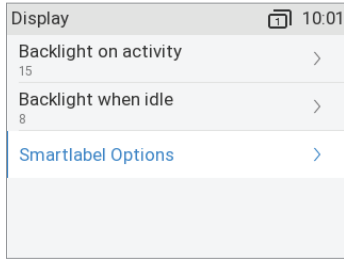 Display 1 10:01
Backlight on activity
15
Backlight when idle
8
Smartlabel Options